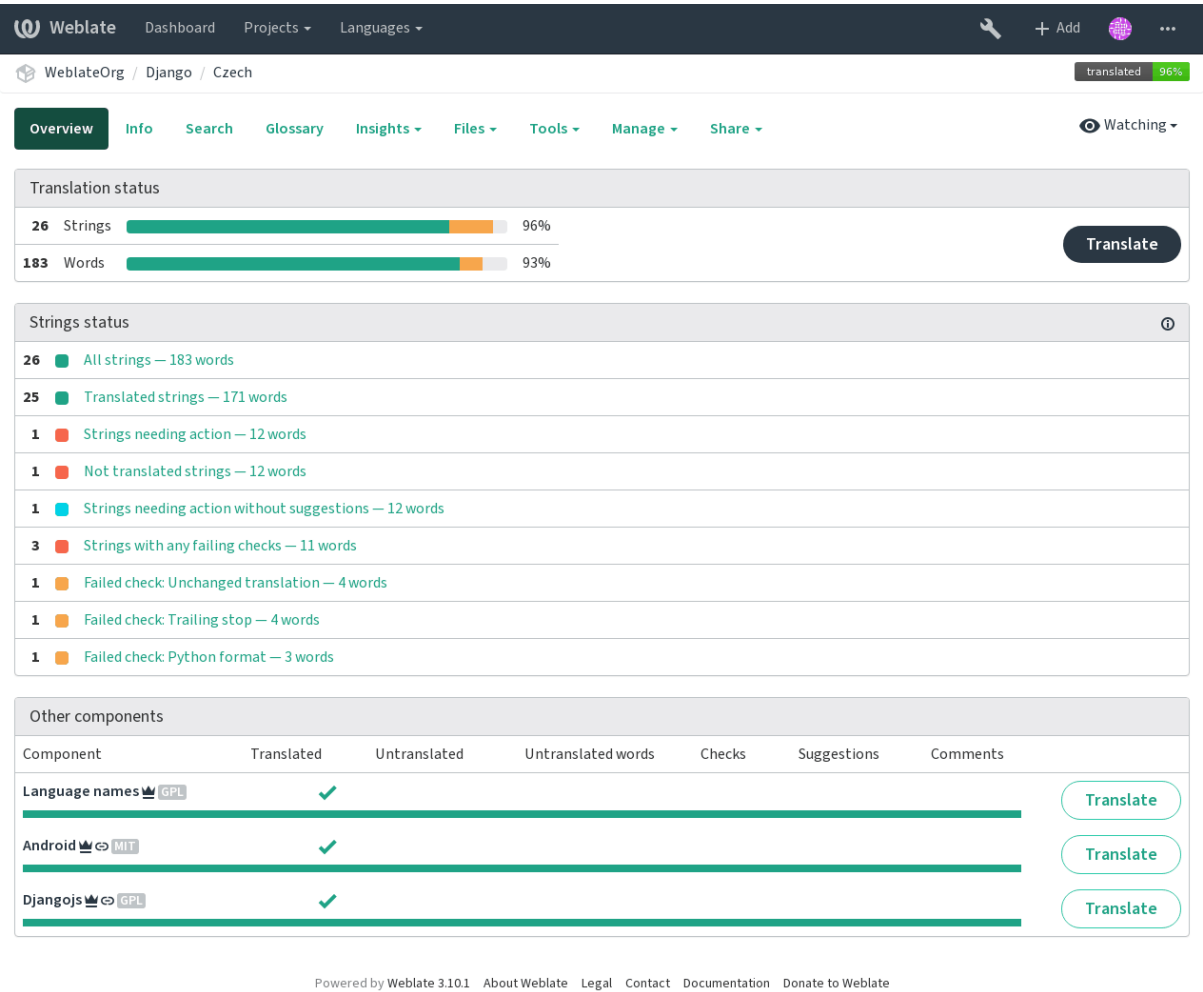 Weblate Dashboard Projects Languages Add
WeblateOrg / Django / Czech translated 96%
Overview Info Search Glossary Insights Files Tools Manage Share Watching
Translation status
26 Strings 96%
Translate
183 Words 93%
Strings status
26 All strings — 183 words
25 Translated strings — 171 words
1 Strings needing action — 12 words
1 Not translated strings — 12 words
1 Strings needing action without suggestions — 12 words
3 Strings with any failing checks — 11 words
1 Failed check: Unchanged translation — 4 words
1 Failed check: Trailing stop — 4 words
1 Failed check: Python format — 3 words
Other components
Component Translated Untranslated Untranslated words Checks Suggestions Comments
Language names GPL Translate
Android MIT Translate
Djangojs GPL Translate
Powered by Weblate 3.10.1 About Weblate Legal Contact Documentation Donate to Weblate